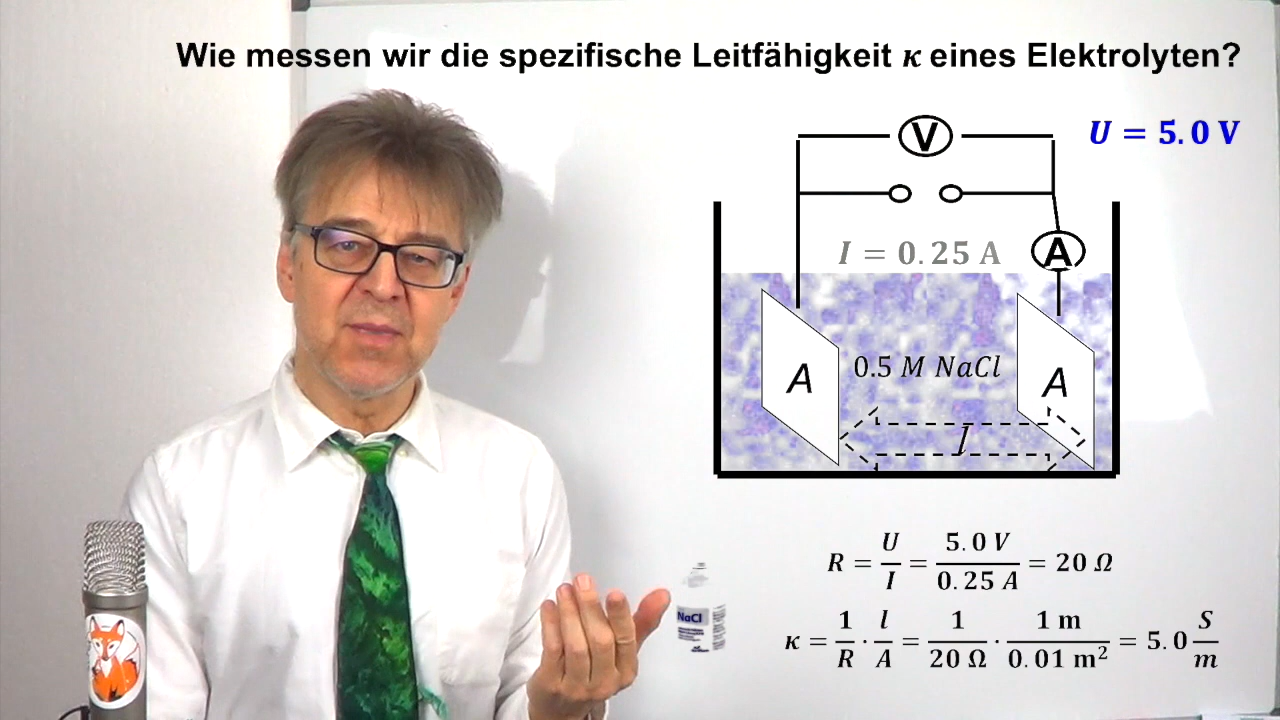 Wie messen wir die spezifische Leitfähigkeit κ eines Elektrolyten?
V
U = 5.0 V
I = 0.25 A
A
A
0.5 M NaCl
A
l
R = U/I = 5.0 V/0.25 A = 20 Ω
NaCl
κ = 1/R · l/A = 1/20 Ω · 1 m/0.01 m² = 5.0 S/m